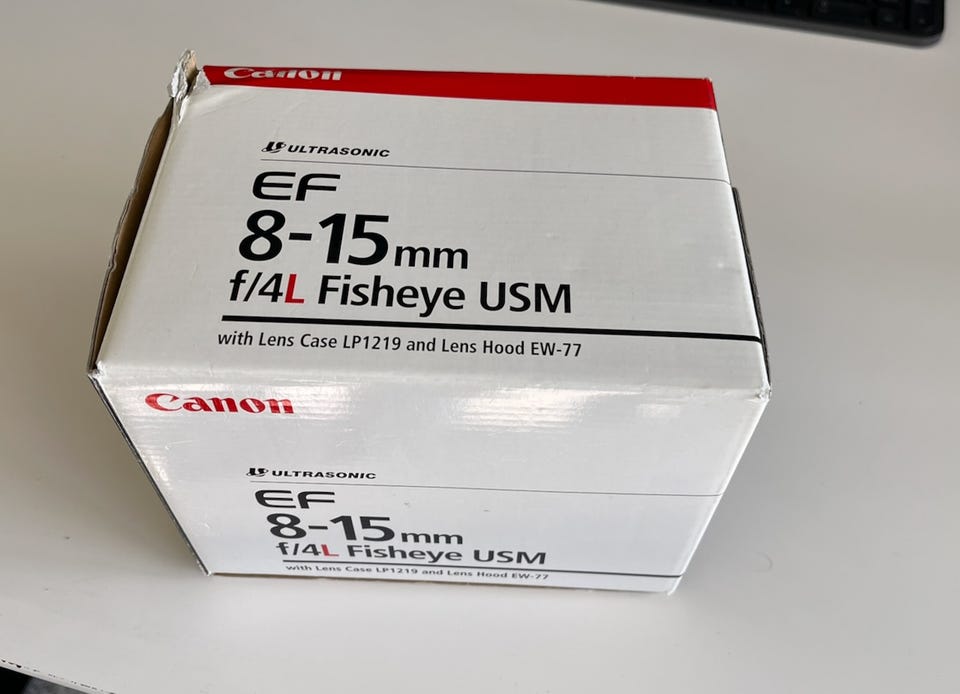 Canon
ULTRASONIC
EF
8-15mm
f/4L Fisheye USM
with Lens Case LP1219 and Lens Hood EW-77
Canon
ULTRASONIC
EF
8-15mm
f/4L Fisheye USM
with Lens Case LP1219 and Lens Hood EW-77